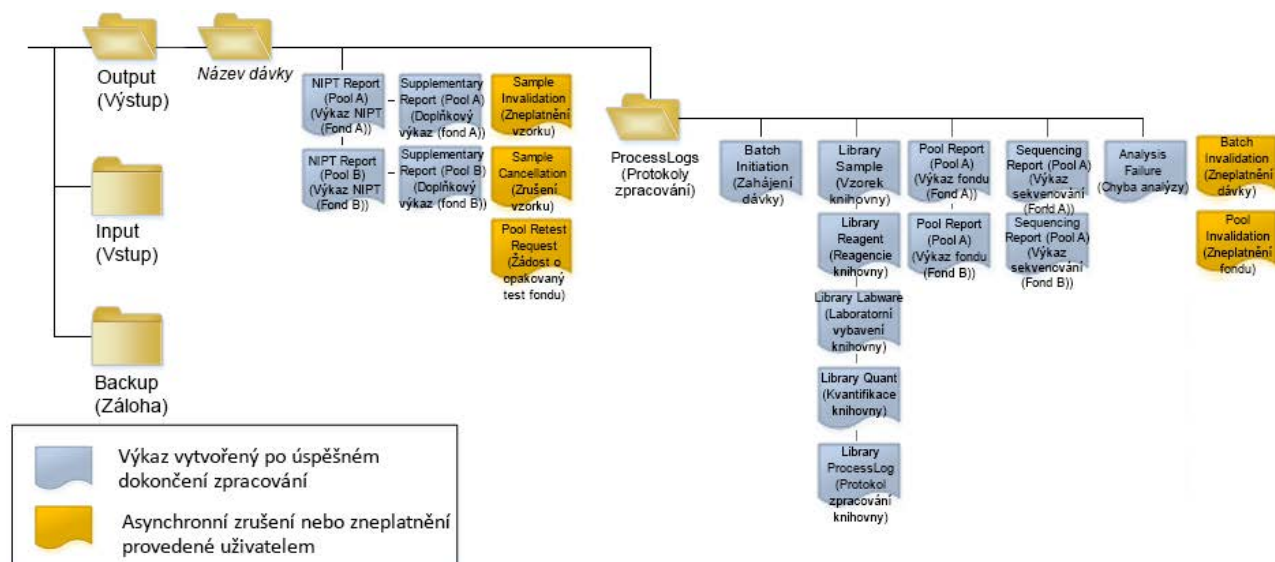 Output
(Výstup)
Název dávky
NIPT Report
(Pool A)
(Výkaz NIPT
(Fond A))
Supplementary
Report (Pool A)
(Doplňkový
výkaz (fond A))
Sample
Invalidation
(Zneplatnění
vzorku)
NIPT Report
(Pool B)
(Výkaz NIPT
(Fond B))
Supplementary
Report (Pool B)
(Doplňkový
výkaz (fond B))
Sample
Cancellation
(Zrušení
vzorku)
Pool Retest
Request
(Žádost o
opakovaný
test fondu)
ProcessLogs
(Protokoly
zpracování)
Batch
Initiation
(Zahájení
dávky)
Library
Sample
(Vzorek
knihovny)
Pool Report
(Pool A)
(Výkaz fondu
(Fond A))
Sequencing
Report (Pool A)
(Výkaz
sekvenování
(Fond A))
Analysis
Failure
(Chyba analýzy)
Batch
Invalidation
(Zneplatnění
dávky)
Library
Reagent
(Reagencie
knihovny)
Pool Report
(Pool A)
(Výkaz fondu
(Fond B))
Sequencing
Report (Pool A)
(Výkaz
sekvenování
(Fond B))
Pool
Invalidation
(Zneplatnění
fondu)
Library Labware
(Laboratorní
vybavení
knihovny)
Library Quant
(Kvantifikace
knihovny)
Library
ProcessLog
(Protokol
zpracování
knihovny)
Input
(Vstup)
Backup
(Záloha)
Výkaz vytvořený po úspěšném
dokončení zpracování
Asynchronní zrušení nebo zneplatnění
provedené uživatelem